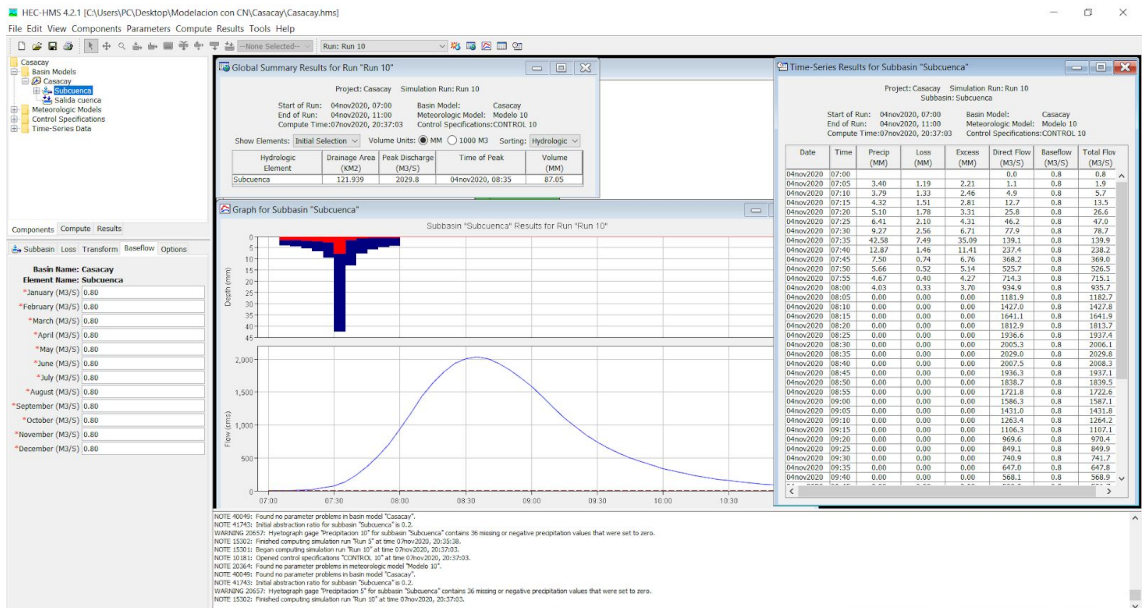 HEC-HMS 4.2.1 [C:\Users\PC\Desktop\Modelacion con CN\Casacay\Casacay.hms]
File Edit View Components Parameters Compute Results Tools Help
--None Selected-- Run: Run 10
Casacay
Basin Models
Casacay
Subcuenca
Salida cuenca
Meteorologic Models
Control Specifications
Time-Series Data
Components Compute Results
Subbasin Loss Transform Baseflow Options
Basin Name: Casacay
Element Name: Subcuenca
*January (M3/S) 0.80
*February (M3/S) 0.80
*March (M3/S) 0.80
*April (M3/S) 0.80
*May (M3/S) 0.80
*June (M3/S) 0.80
*July (M3/S) 0.80
*August (M3/S) 0.80
*September (M3/S) 0.80
*October (M3/S) 0.80
*November (M3/S) 0.80
*December (M3/S) 0.80
Global Summary Results for Run "Run 10"
Project: Casacay Simulation Run: Run 10
Start of Run: 04nov2020, 07:00 Basin Model: Casacay
End of Run: 04nov2020, 11:00 Meteorologic Model: Modelo 10
Compute Time:07nov2020, 20:37:03 Control Specifications:CONTROL 10
Show Elements: Initial Selection Volume Units: MM 1000 M3 Sorting: Hydrologic
Hydrologic Element Drainage Area (KM2) Peak Discharge (M3/S) Time of Peak Volume (MM)
Subcuenca 121.939 2029.8 04nov2020, 08:35 87.05
Graph for Subbasin "Subcuenca"
Subbasin "Subcuenca" Results for Run "Run 10"
Depth (mm)
0
5
10
15
20
25
30
35
40
45
Flow (cms)
2,000
1,500
1,000
500
0
07:00 07:30 08:00 08:30 09:00 09:30 10:00 10:30
Time-Series Results for Subbasin "Subcuenca"
Project: Casacay Simulation Run: Run 10
Subbasin: Subcuenca
Start of Run: 04nov2020, 07:00 Basin Model: Casacay
End of Run: 04nov2020, 11:00 Meteorologic Model: Modelo 10
Compute Time:07nov2020, 20:37:03 Control Specifications:CONTROL 10
Date Time Precip (MM) Loss (MM) Excess (MM) Direct Flow (M3/S) Baseflow (M3/S) Total Flow (M3/S)
04nov2020 07:00 0.0 0.8 0.8
04nov2020 07:05 3.40 1.19 2.21 1.1 0.8 1.9
04nov2020 07:10 3.79 1.33 2.46 4.9 0.8 5.7
04nov2020 07:15 4.32 1.51 2.81 12.7 0.8 13.5
04nov2020 07:20 5.10 1.78 3.31 25.8 0.8 26.6
04nov2020 07:25 6.41 2.10 4.31 46.2 0.8 47.0
04nov2020 07:30 9.27 2.56 6.71 77.9 0.8 78.7
04nov2020 07:35 42.58 7.49 35.09 139.1 0.8 139.9
04nov2020 07:40 12.87 1.46 11.41 237.4 0.8 238.2
04nov2020 07:45 7.50 0.74 6.76 368.2 0.8 369.0
04nov2020 07:50 5.66 0.52 5.14 525.7 0.8 526.5
04nov2020 07:55 4.67 0.40 4.27 714.3 0.8 715.1
04nov2020 08:00 4.03 0.33 3.70 934.9 0.8 935.7
04nov2020 08:05 0.00 0.00 0.00 1181.9 0.8 1182.7
04nov2020 08:10 0.00 0.00 0.00 1427.0 0.8 1427.8
04nov2020 08:15 0.00 0.00 0.00 1641.1 0.8 1641.9
04nov2020 08:20 0.00 0.00 0.00 1812.9 0.8 1813.7
04nov2020 08:25 0.00 0.00 0.00 1936.6 0.8 1937.4
04nov2020 08:30 0.00 0.00 0.00 2005.3 0.8 2006.1
04nov2020 08:35 0.00 0.00 0.00 2029.0 0.8 2029.8
04nov2020 08:40 0.00 0.00 0.00 2007.5 0.8 2008.3
04nov2020 08:45 0.00 0.00 0.00 1936.3 0.8 1937.1
04nov2020 08:50 0.00 0.00 0.00 1838.7 0.8 1839.5
04nov2020 08:55 0.00 0.00 0.00 1721.8 0.8 1722.6
04nov2020 09:00 0.00 0.00 0.00 1586.3 0.8 1587.1
04nov2020 09:05 0.00 0.00 0.00 1431.0 0.8 1431.8
04nov2020 09:10 0.00 0.00 0.00 1263.4 0.8 1264.2
04nov2020 09:15 0.00 0.00 0.00 1106.3 0.8 1107.1
04nov2020 09:20 0.00 0.00 0.00 969.6 0.8 970.4
04nov2020 09:25 0.00 0.00 0.00 849.1 0.8 849.9
04nov2020 09:30 0.00 0.00 0.00 740.9 0.8 741.7
04nov2020 09:35 0.00 0.00 0.00 647.0 0.8 647.8
04nov2020 09:40 0.00 0.00 0.00 568.1 0.8 568.9
NOTE 40049: Found no parameter problems in basin model "Casacay".
NOTE 41743: Initial abstraction ratio for subbasin "Subcuenca" is 0.2.
WARNING 20657: Hyetograph gage "Precipitacion 10" for subbasin "Subcuenca" contains 36 missing or negative precipitation values that were set to zero.
NOTE 15302: Finished computing simulation run "Run 5" at time 07nov2020, 20:35:38.
NOTE 15301: Began computing simulation run "Run 10" at time 07nov2020, 20:37:03.
NOTE 10181: Opened control specifications "CONTROL 10" at time 07nov2020, 20:37:03.
NOTE 20364: Found no parameter problems in meteorologic model "Modelo 10".
NOTE 40049: Found no parameter problems in basin model "Casacay".
NOTE 41743: Initial abstraction ratio for subbasin "Subcuenca" is 0.2.
WARNING 20657: Hyetograph gage "Precipitacion 5" for subbasin "Subcuenca" contains 36 missing or negative precipitation values that were set to zero.
NOTE 15302: Finished computing simulation run "Run 10" at time 07nov2020, 20:37:03.